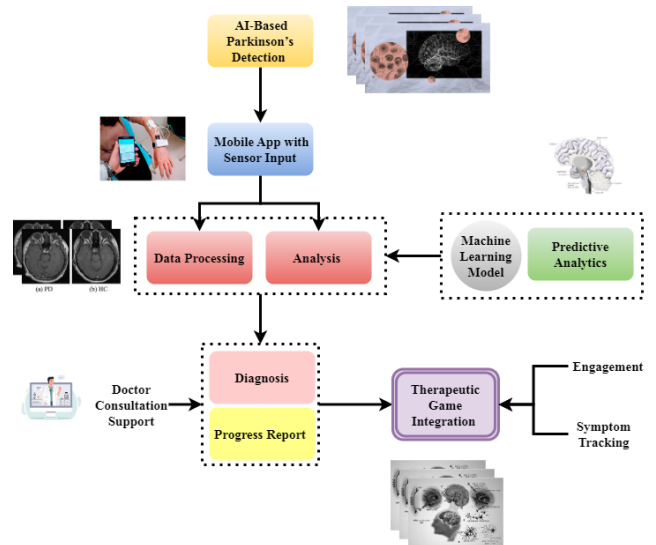 AI-Based
Parkinson's
Detection
Mobile App with
Sensor Input
Data Processing
Analysis
Machine
Learning
Model
Predictive
Analytics
(a) PD
(b) HC
Doctor
Consultation
Support
Diagnosis
Progress Report
Therapeutic
Game
Integration
Engagement
Symptom
Tracking